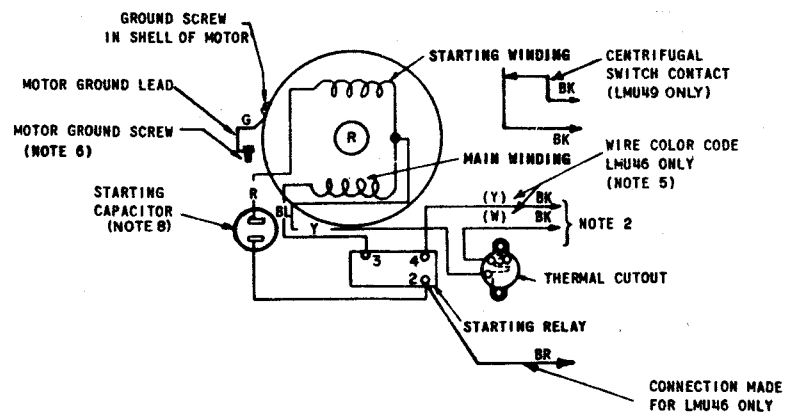 GROUND SCREW
IN SHELL OF MOTOR
STARTING WINDING
CENTRIFUGAL
SWITCH CONTACT
(LMU49 ONLY)
BK
MOTOR GROUND LEAD
G
MOTOR GROUND SCREW
(NOTE 6)
R
BK
MAIN WINDING
WIRE COLOR CODE
LMU46 ONLY
(NOTE 5)
R
STARTING
CAPACITOR
(NOTE 8)
BL
Y
(Y)
BK
(W)
BK
NOTE 2
3
4
2
THERMAL CUTOUT
STARTING RELAY
BR
CONNECTION MADE
FOR LMU46 ONLY